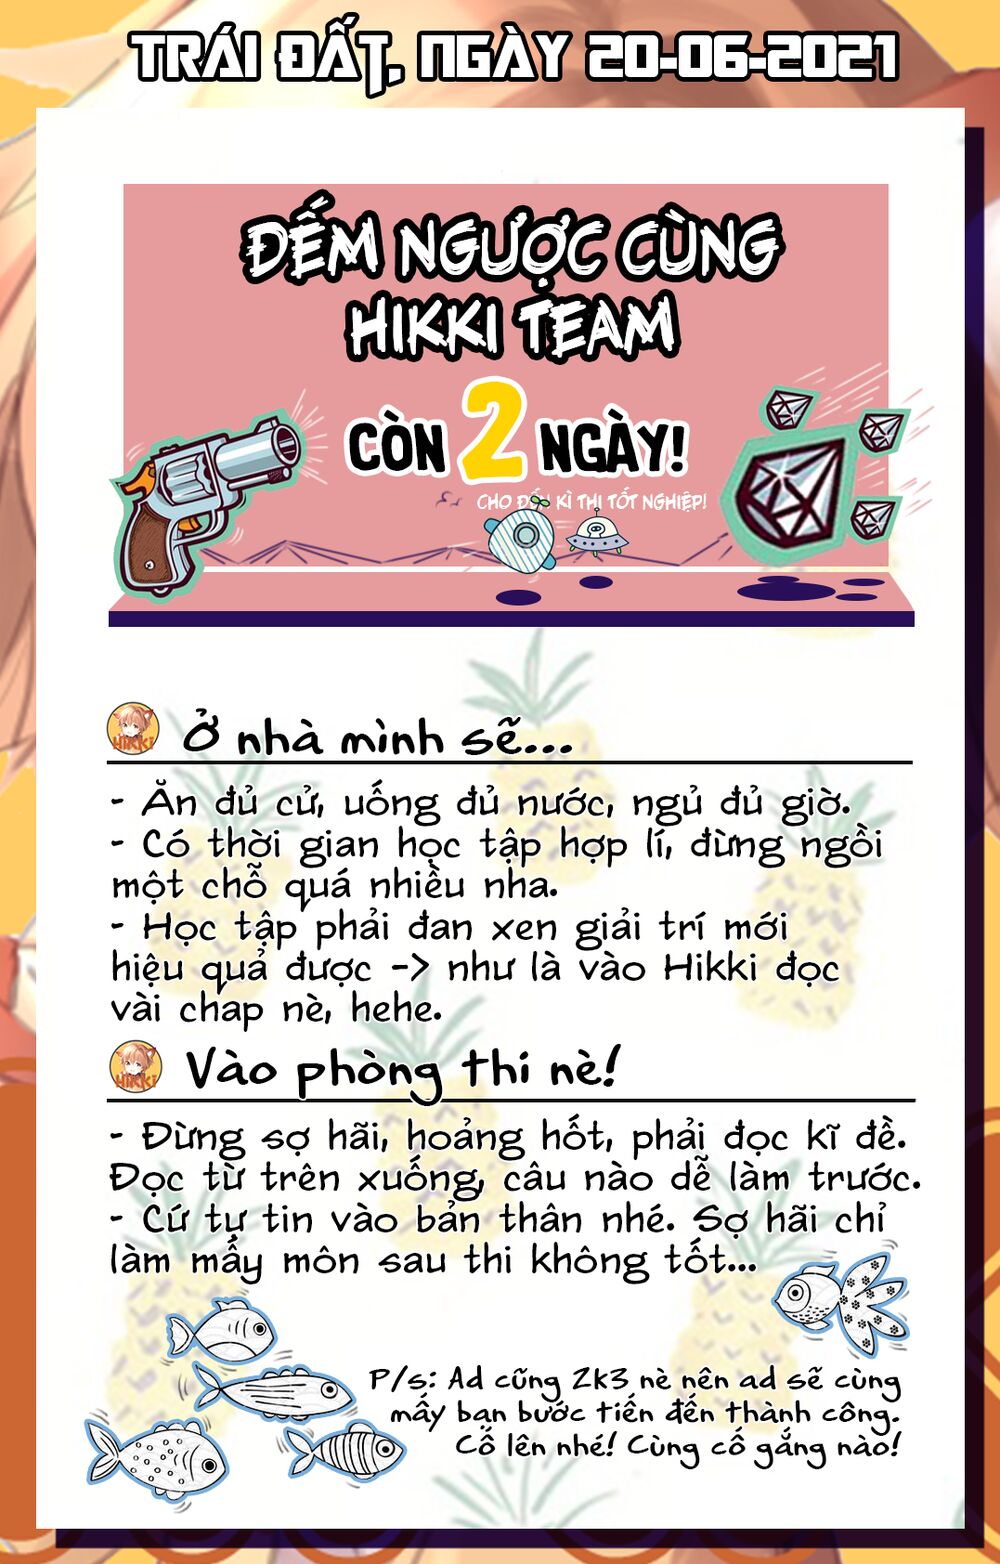 TRÁI ĐẤT, NGÀY 20-06-2021
ĐẾM NGƯỢC CÙNG
HIKKI TEAM
CÒN 2 NGÀY!
CHO ĐẾN KÌ THI TỐT NGHIỆP!
HIKKI
Ở nhà mình sẽ...
- Ăn đủ cử, uống đủ nước, ngủ đủ giờ.
- Có thời gian học tập hợp lí, đừng ngồi
một chỗ quá nhiều nha.
- Học tập phải đan xen giải trí mới
hiệu quả được -> như là vào Hikki đọc
vài chap nè, hehe.
HIKKI
Vào phòng thi nè!
- Đừng sợ hãi, hoảng hốt, phải đọc kĩ đề.
Đọc từ trên xuống, câu nào dễ làm trước.
- Cứ tự tin vào bản thân nhé. Sợ hãi chỉ
làm mấy môn sau thi không tốt...
P/s: Ad cũng 2k3 nè nên ad sẽ cùng
mấy bạn bước tiến đến thành công.
Cố lên nhé! Cùng cố gắng nào!